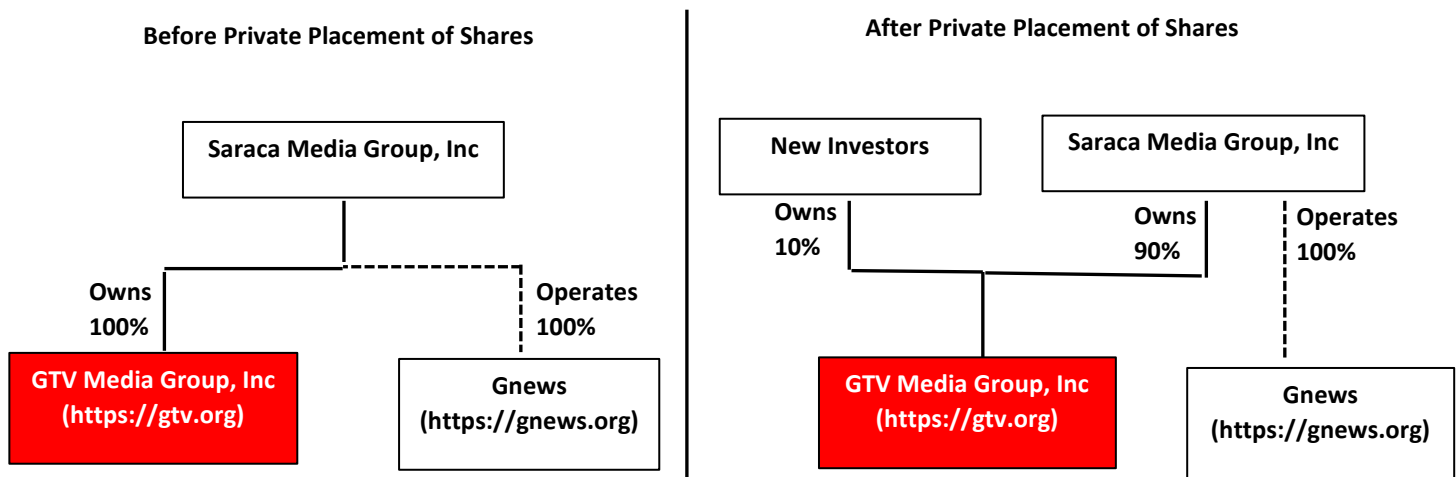 Before Private Placement of Shares
Saraca Media Group, Inc
Owns
100%
Operates
100%
GTV Media Group, Inc
(https://gtv.org)
Gnews
(https://gnews.org)
After Private Placement of Shares
New Investors
Saraca Media Group, Inc
Owns
10%
Owns
90%
Operates
100%
GTV Media Group, Inc
(https://gtv.org)
Gnews
(https://gnews.org)